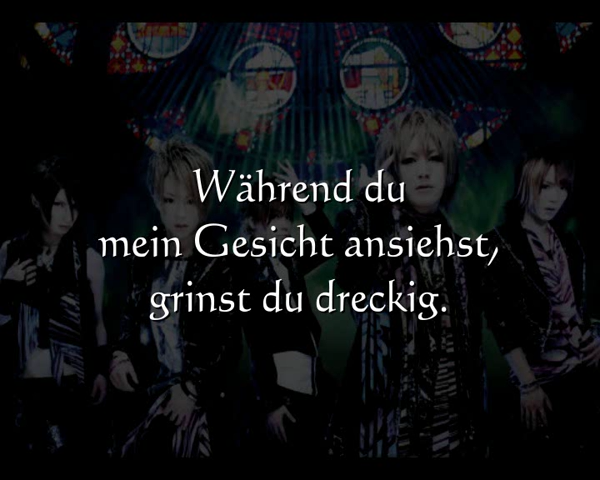 Während du
mein Gesicht ansiehst,
grinst du dreckig.